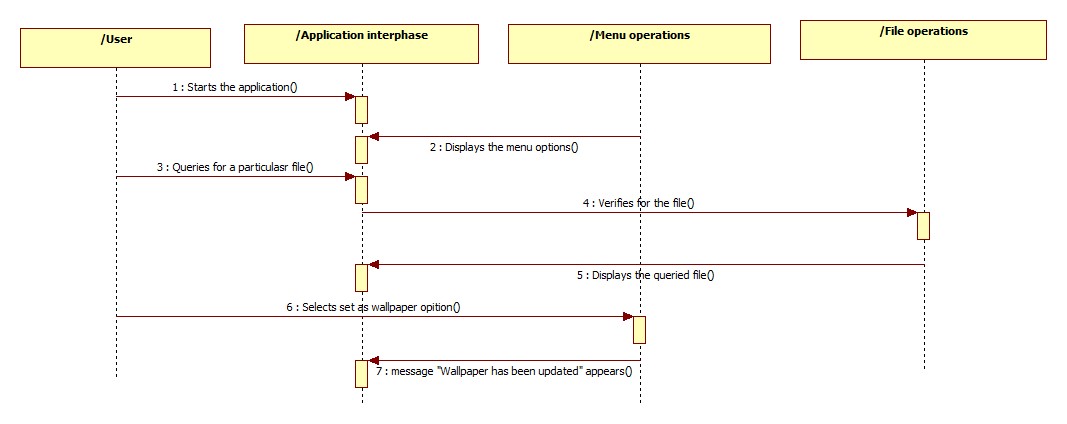 /User
/Application interphase
/Menu operations
/File operations
1 : Starts the application()
2 : Displays the menu options()
3 : Queries for a particulasr file()
4 : Verifies for the file()
5 : Displays the queried file()
6 : Selects set as wallpaper opition()
7 : message "Wallpaper has been updated" appears()